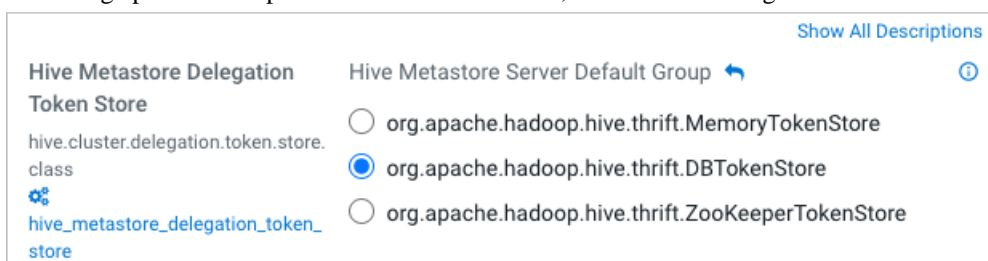 Show All Descriptions
Hive Metastore Delegation
Token Store
hive.cluster.delegation.token.store.
class
hive_metastore_delegation_token_
store
Hive Metastore Server Default Group
org.apache.hadoop.hive.thrift.MemoryTokenStore
org.apache.hadoop.hive.thrift.DBTokenStore
org.apache.hadoop.hive.thrift.ZooKeeperTokenStore